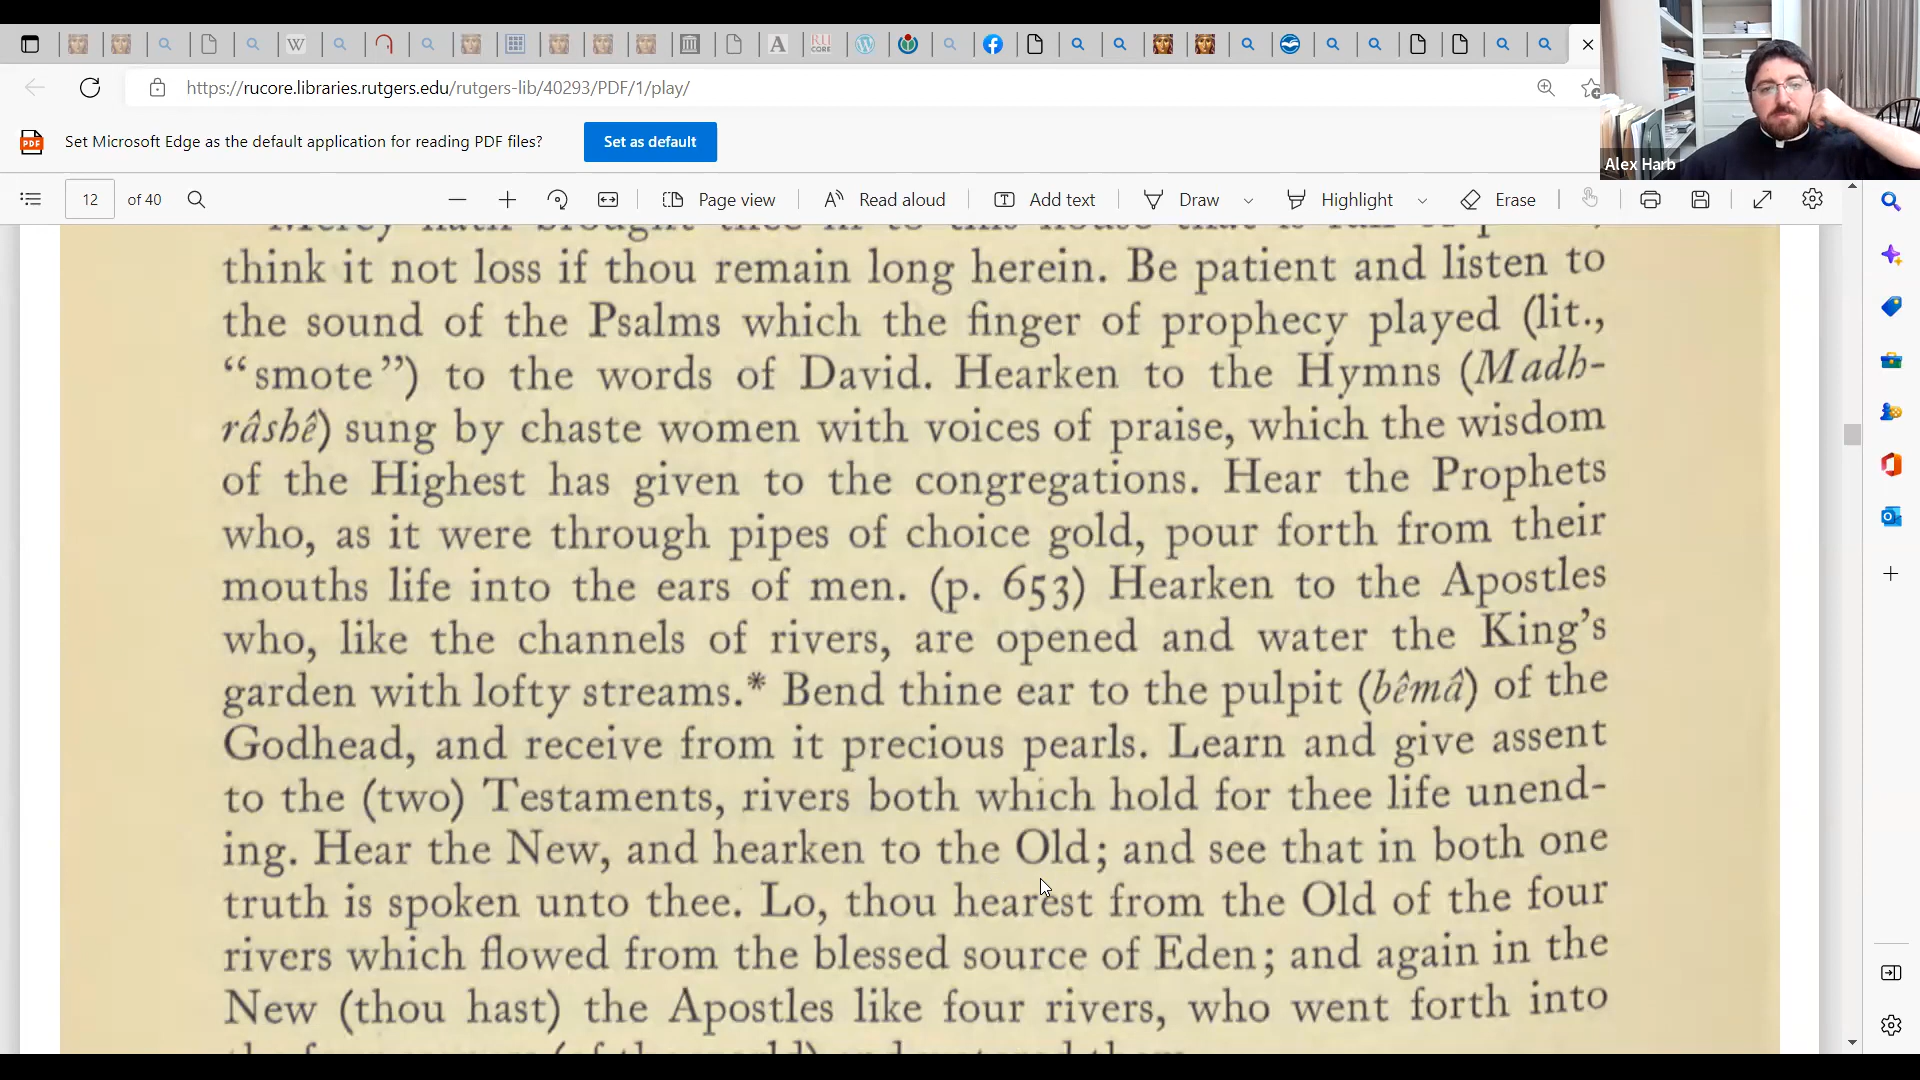 W
A
RU
CORE
https://rucore.libraries.rutgers.edu/rutgers-lib/40293/PDF/1/play/
PDF
Set Microsoft Edge as the default application for reading PDF files?
Set as default
Alex Harb
12 of 40
Page view
Read aloud
Add text
Draw
Highlight
Erase
think it not loss if thou remain long herein. Be patient and listen to
the sound of the Psalms which the finger of prophecy played (lit.,
“smote”) to the words of David. Hearken to the Hymns (Madh-
râshê) sung by chaste women with voices of praise, which the wisdom
of the Highest has given to the congregations. Hear the Prophets
who, as it were through pipes of choice gold, pour forth from their
mouths life into the ears of men. (p. 653) Hearken to the Apostles
who, like the channels of rivers, are opened and water the King’s
garden with lofty streams.* Bend thine ear to the pulpit (bêmâ) of the
Godhead, and receive from it precious pearls. Learn and give assent
to the (two) Testaments, rivers both which hold for thee life unend-
ing. Hear the New, and hearken to the Old; and see that in both one
truth is spoken unto thee. Lo, thou hearest from the Old of the four
rivers which flowed from the blessed source of Eden; and again in the
New (thou hast) the Apostles like four rivers, who went forth into